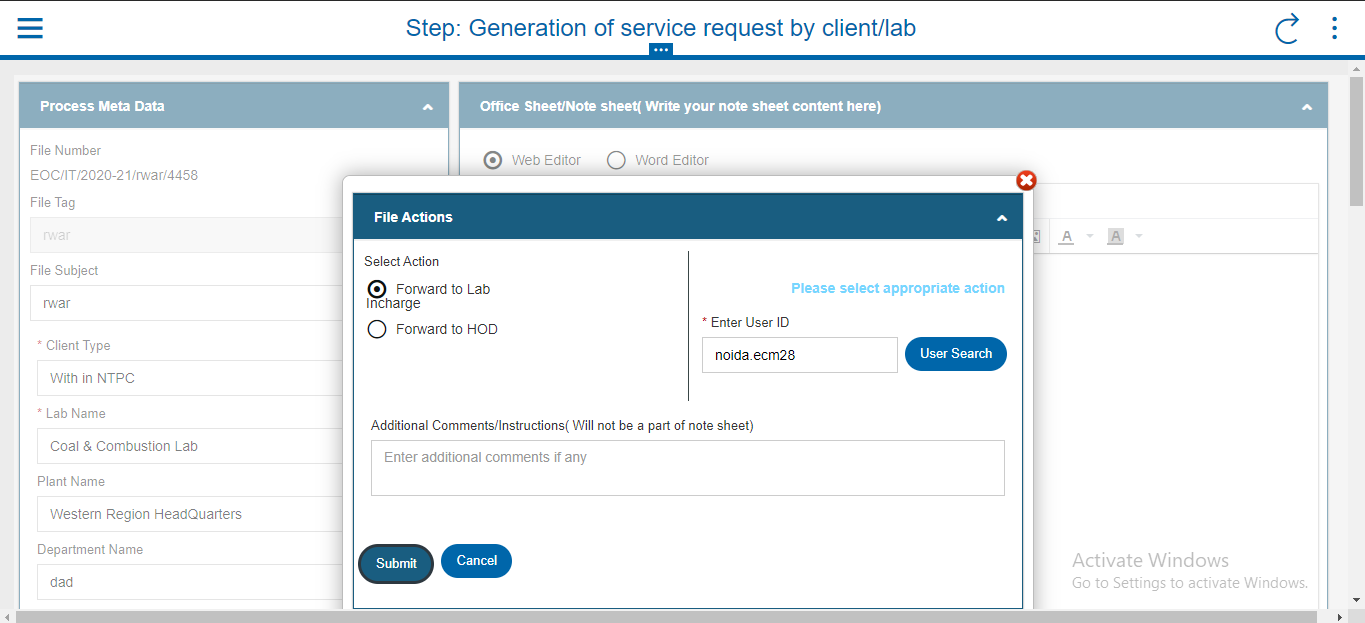 Step: Generation of service request by client/lab
Process Meta Data
File Number
EOC/IT/2020-21/rwar/4458
File Tag
rwar
File Subject
rwar
* Client Type
With in NTPC
* Lab Name
Coal & Combustion Lab
Plant Name
Western Region HeadQuarters
Department Name
dad
Office Sheet/Note sheet( Write your note sheet content here)
Web Editor
Word Editor
A
A
File Actions
Select Action
Forward to Lab
Incharge
Forward to HOD
Please select appropriate action
* Enter User ID
noida.ecm28
User Search
Additional Comments/Instructions( Will not be a part of note sheet)
Enter additional comments if any
Submit
Cancel
Activate Windows
Go to Settings to activate Windows.